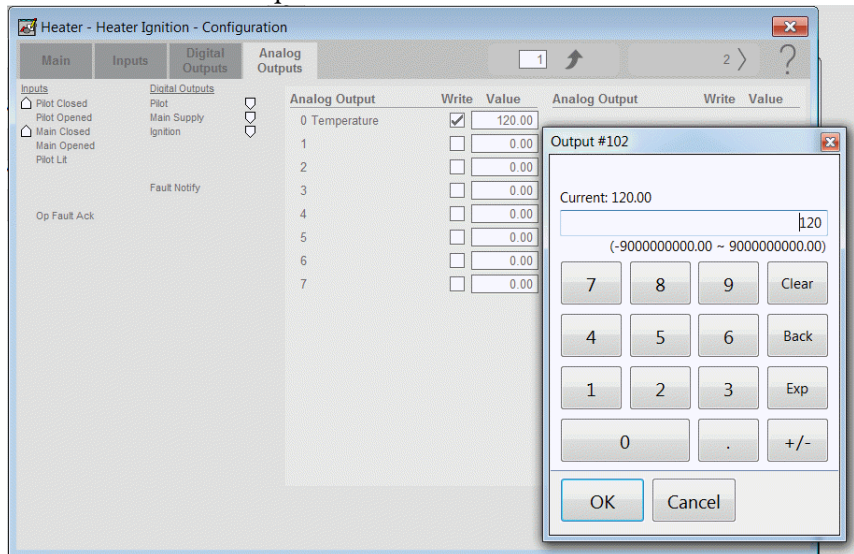 Heater - Heater Ignition - Configuration
Main Inputs Digital Outputs Analog Outputs 1 2 ?
Inputs Digital Outputs
Pilot Closed Pilot
Pilot Opened Main Supply
Main Closed Ignition
Main Opened
Pilot Lit
Fault Notify
Op Fault Ack
Analog Output Write Value Analog Output Write Value
0 Temperature 120.00
1 0.00
2 0.00
3 0.00
4 0.00
5 0.00
6 0.00
7 0.00
Output #102
Current: 120.00
120
(-9000000000.00 ~ 9000000000.00)
7 8 9 Clear
4 5 6 Back
1 2 3 Exp
0 . +/-
OK Cancel